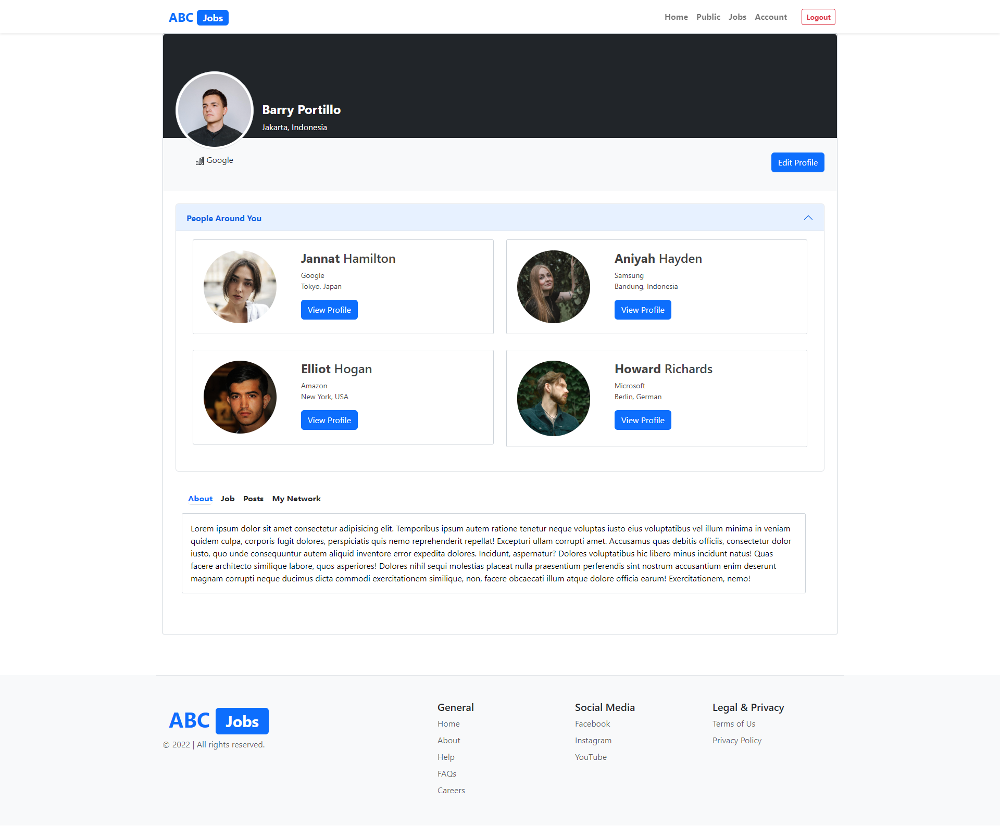 ABC Jobs
Home Public Jobs Account Logout
Barry Portillo
Jakarta, Indonesia
Google
Edit Profile
People Around You
Jannat Hamilton
Google
Tokyo, Japan
View Profile
Aniyah Hayden
Samsung
Bandung, Indonesia
View Profile
Elliot Hogan
Amazon
New York, USA
View Profile
Howard Richards
Microsoft
Berlin, German
View Profile
About Job Posts My Network
Lorem ipsum dolor sit amet consectetur adipisicing elit. Temporibus ipsum autem ratione tenetur neque voluptas iusto eius voluptatibus vel illum minima in veniam
quidem culpa, corporis fugit dolores, perspiciatis quis nemo reprehenderit repellat! Excepturi ullam corrupti amet. Accusamus quas debitis officiis, consectetur dolor
iusto, quo unde consequuntur autem aliquid inventore error expedita dolores. Incidunt, aspernatur? Dolores voluptatibus hic libero minus incidunt natus! Quas
facere architecto similique labore, quos asperiores! Dolores nihil sequi molestias placeat nulla praesentium perferendis sint nostrum accusantium enim deserunt
magnam corrupti neque ducimus dicta commodi exercitationem similique, non, facere obcaecati illum atque dolore officia earum! Exercitationem, nemo!
ABC Jobs
© 2022 | All rights reserved.
General
Home
About
Help
FAQs
Careers
Social Media
Facebook
Instagram
YouTube
Legal & Privacy
Terms of Us
Privacy Policy